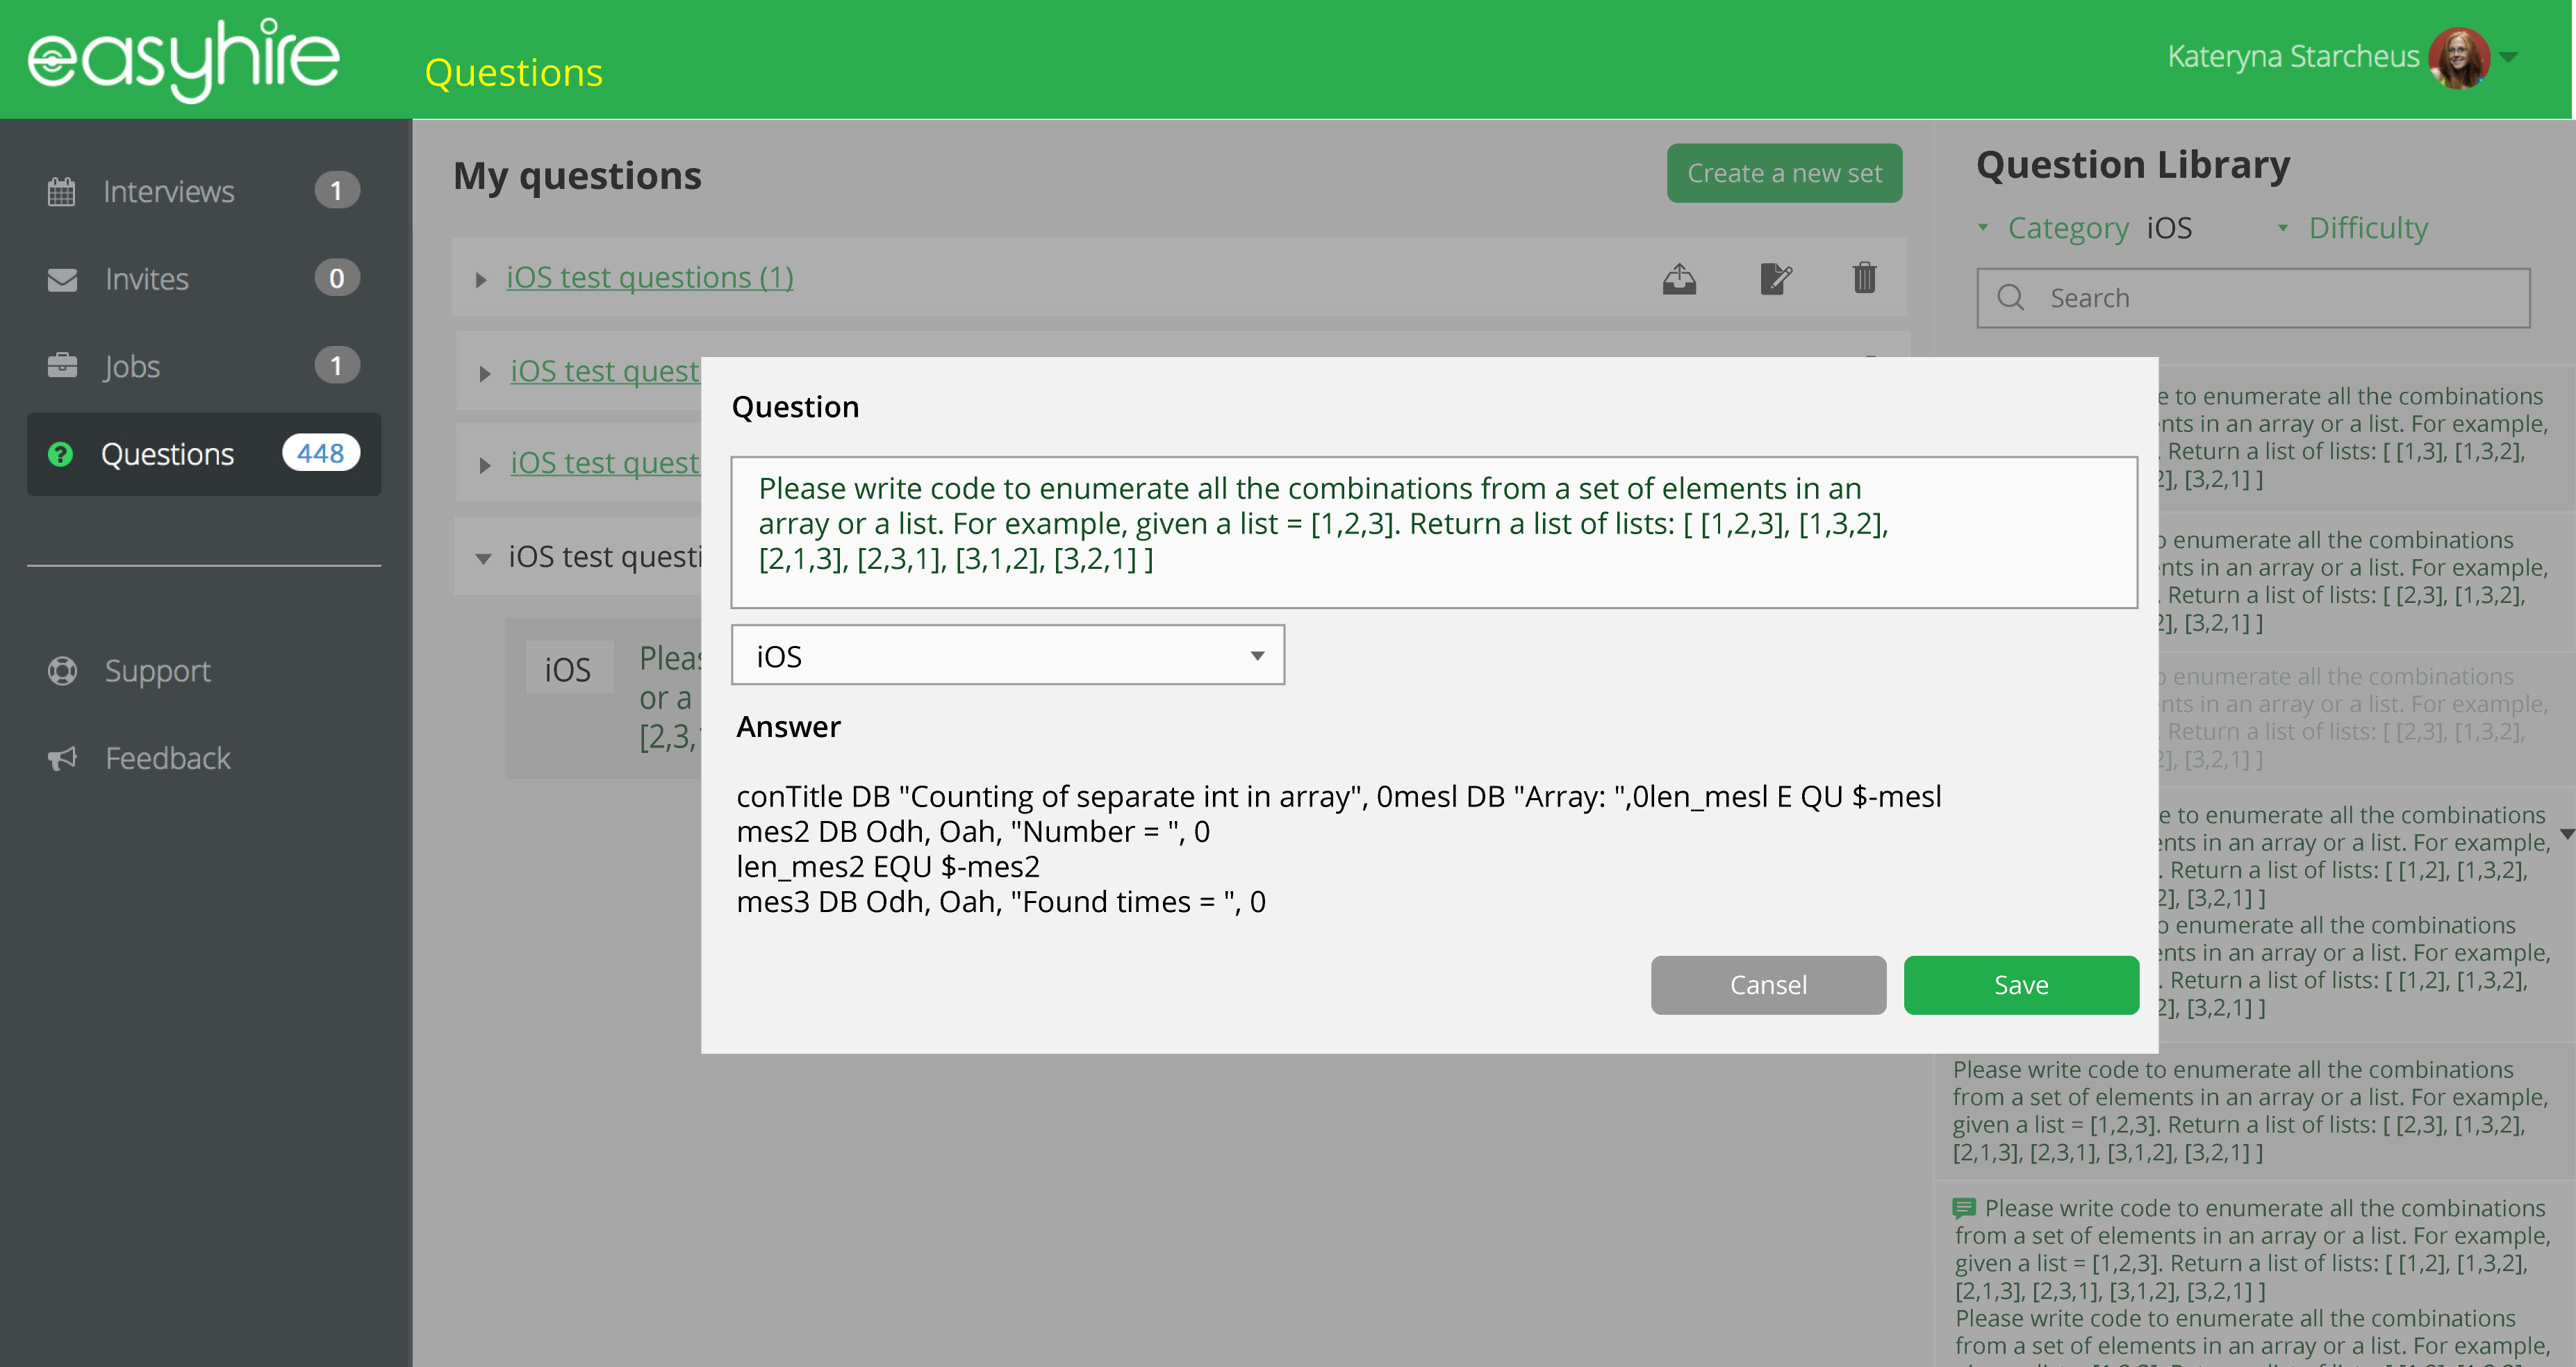 easyhire
Questions
Kateryna Starcheus
Interviews 1
Invites 0
Jobs 1
Questions 448
Support
Feedback
My questions
Create a new set
iOS test questions (1)
iOS test quest
iOS test quest
iOS test questi
iOS
Pleas
or a
[2,3,
Question
Please write code to enumerate all the combinations from a set of elements in an
array or a list. For example, given a list = [1,2,3]. Return a list of lists: [ [1,2,3], [1,3,2],
[2,1,3], [2,3,1], [3,1,2], [3,2,1] ]
iOS
Answer
conTitle DB "Counting of separate int in array", 0mesl DB "Array: ",0len_mesl E QU $-mesl
mes2 DB Odh, Oah, "Number = ", 0
len_mes2 EQU $-mes2
mes3 DB Odh, Oah, "Found times = ", 0
Cansel
Save
Question Library
Category iOS
Difficulty
Search
e to enumerate all the combinations
nts in an array or a list. For example,
. Return a list of lists: [ [1,3], [1,3,2],
2], [3,2,1] ]
o enumerate all the combinations
nts in an array or a list. For example,
. Return a list of lists: [ [2,3], [1,3,2],
2], [3,2,1] ]
o enumerate all the combinations
nts in an array or a list. For example,
. Return a list of lists: [ [2,3], [1,3,2],
2], [3,2,1] ]
e to enumerate all the combinations
ents in an array or a list. For example,
. Return a list of lists: [ [1,2], [1,3,2],
2], [3,2,1] ]
o enumerate all the combinations
ents in an array or a list. For example,
. Return a list of lists: [ [1,2], [1,3,2],
2], [3,2,1] ]
Please write code to enumerate all the combinations
from a set of elements in an array or a list. For example,
given a list = [1,2,3]. Return a list of lists: [ [2,3], [1,3,2],
[2,1,3], [2,3,1], [3,1,2], [3,2,1] ]
Please write code to enumerate all the combinations
from a set of elements in an array or a list. For example,
given a list = [1,2,3]. Return a list of lists: [ [1,2], [1,3,2],
[2,1,3], [2,3,1], [3,1,2], [3,2,1] ]
Please write code to enumerate all the combinations
from a set of elements in an array or a list. For example,